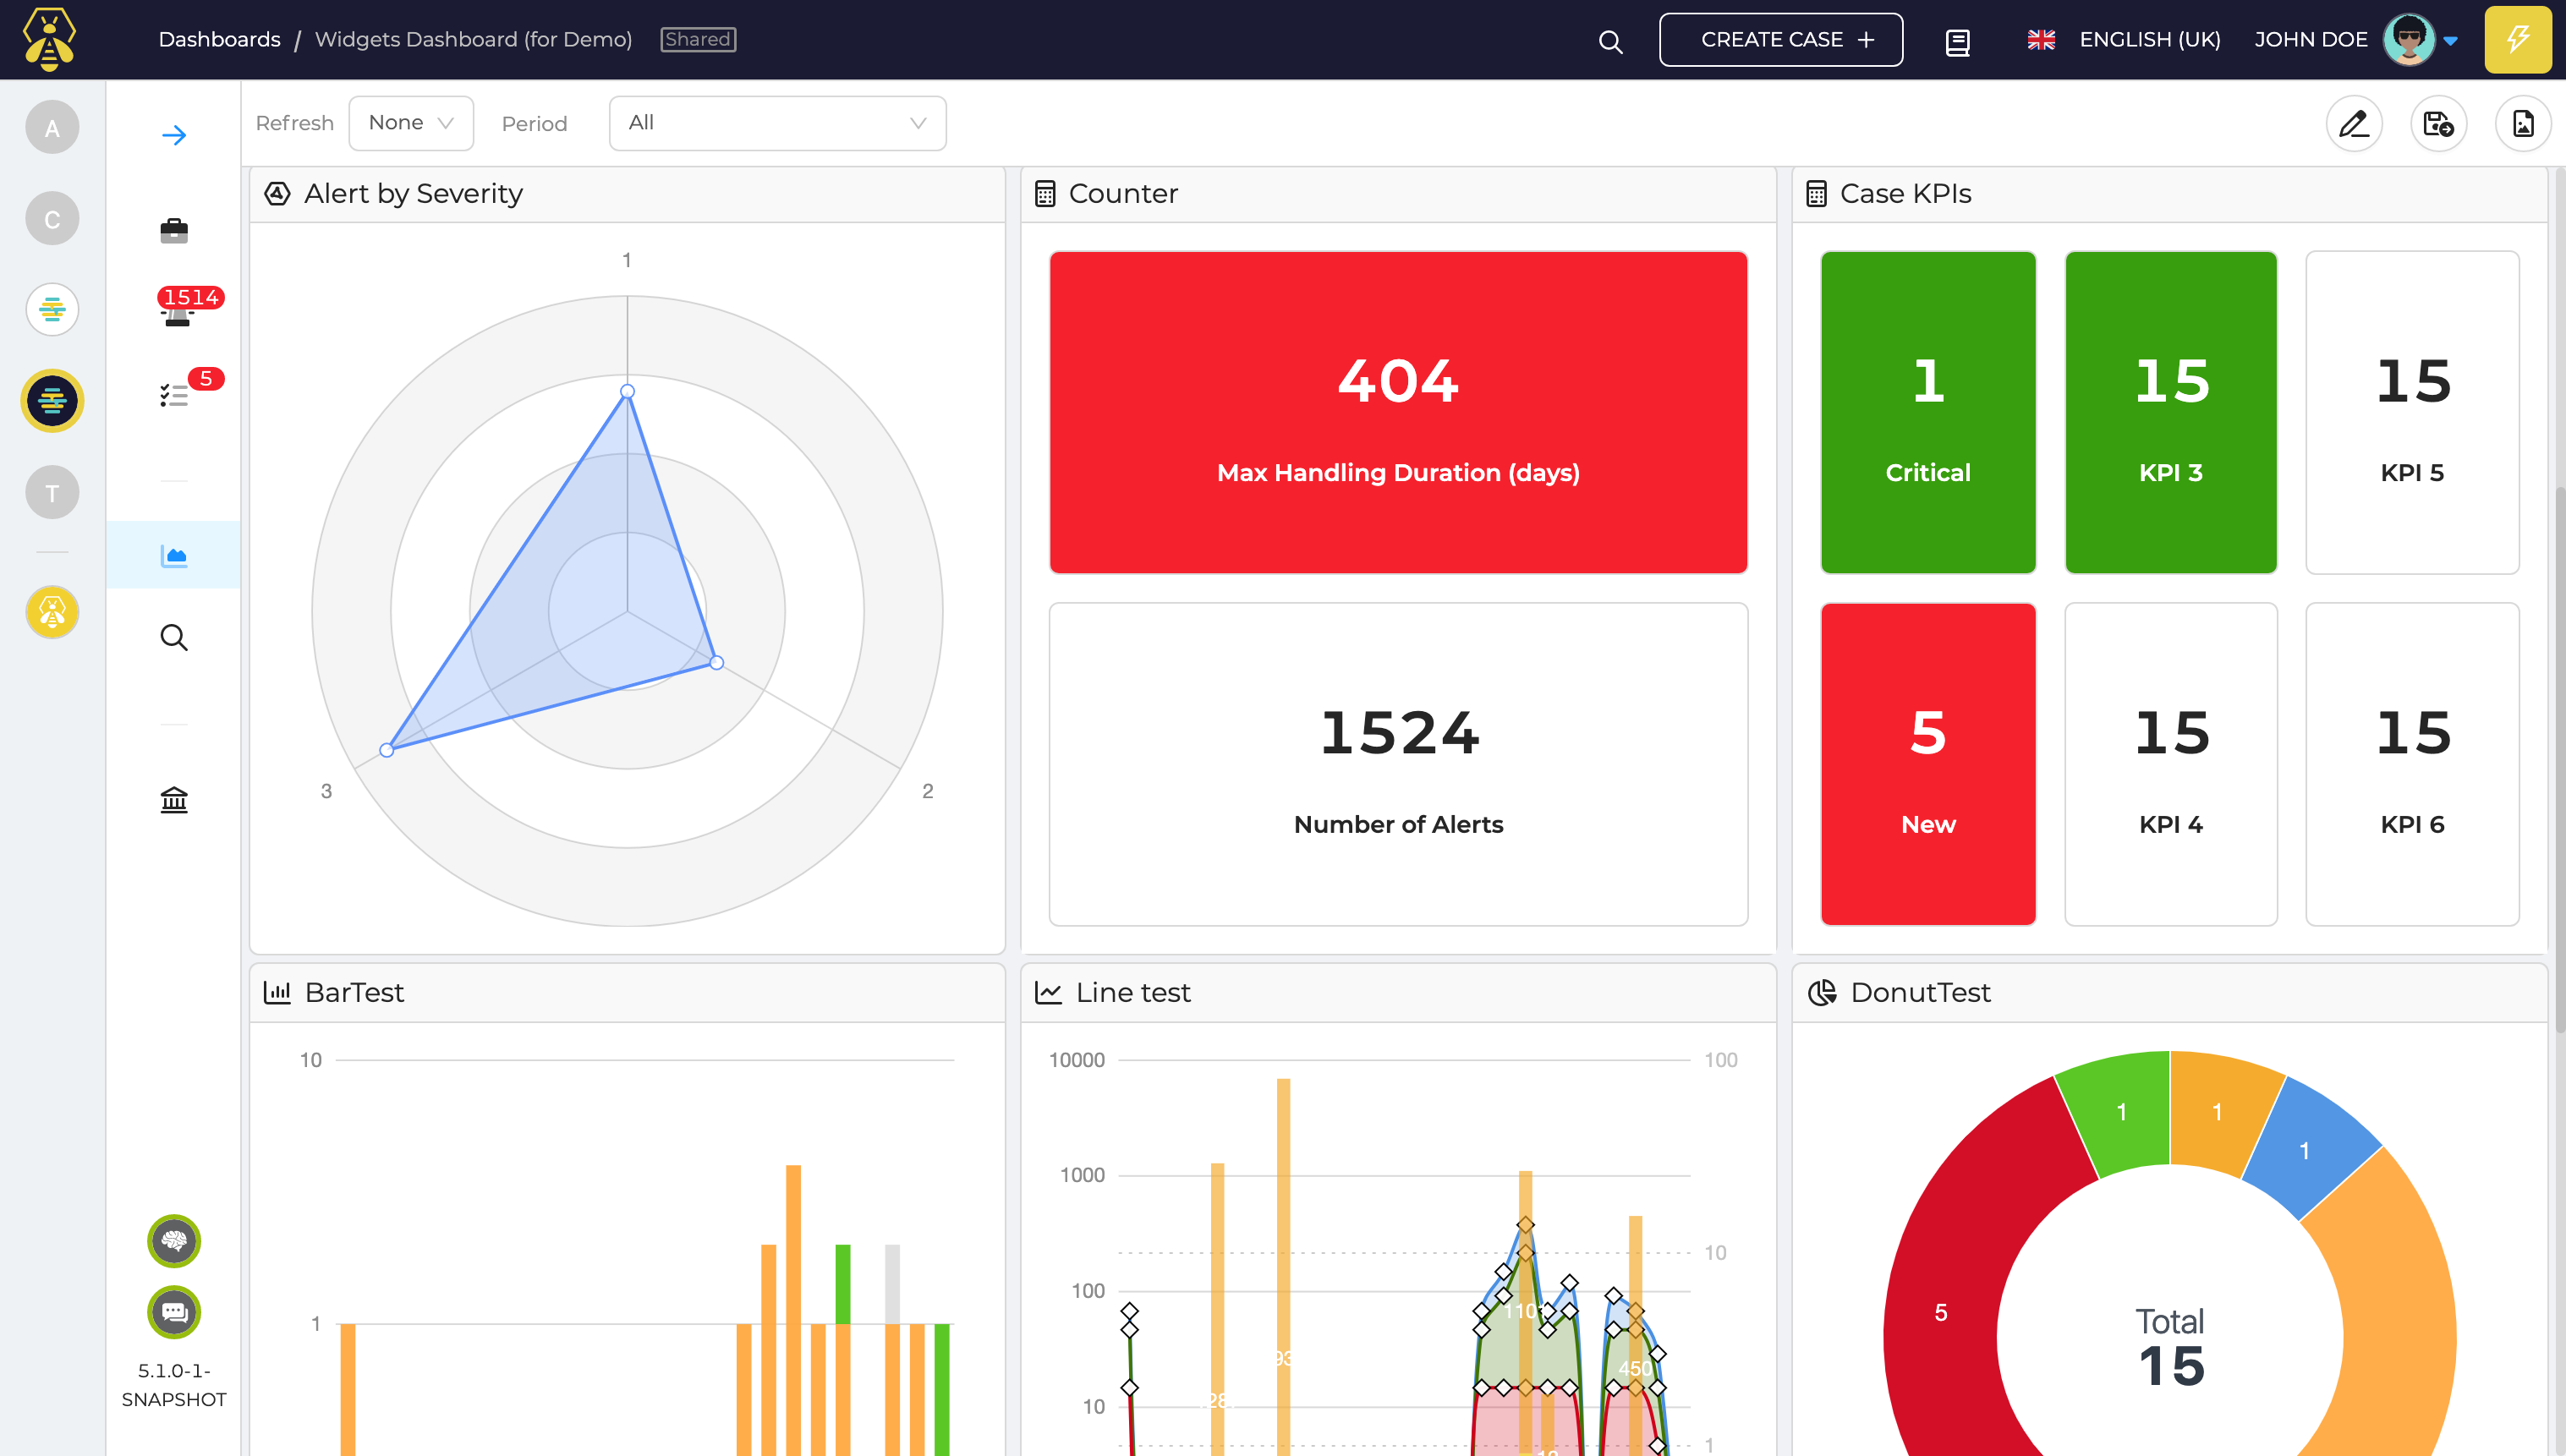 Dashboards / Widgets Dashboard (for Demo) Shared
CREATE CASE +
ENGLISH (UK)
JOHN DOE
A
C
T
1514
5
5.1.0-1-
SNAPSHOT
Refresh None Period All
Alert by Severity
1
3
2
Counter
404
Max Handling Duration (days)
1524
Number of Alerts
Case KPIs
1
Critical
15
KPI 3
15
KPI 5
5
New
15
KPI 4
15
KPI 6
BarTest
10
1
Line test
10000
1000
100
10
100
10
1
450
DonutTest
1
1
1
5
Total
15